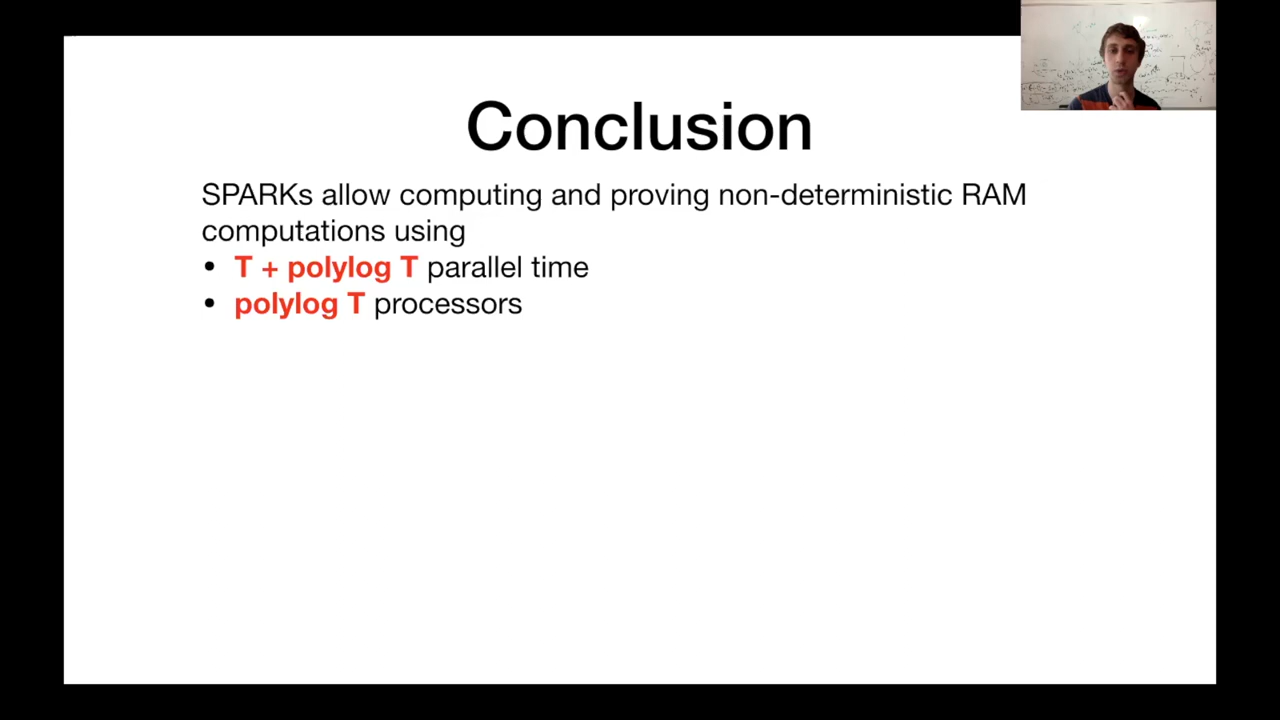 Conclusion
SPARKs allow computing and proving non-deterministic RAM
computations using
• T + polylog T parallel time
• polylog T processors